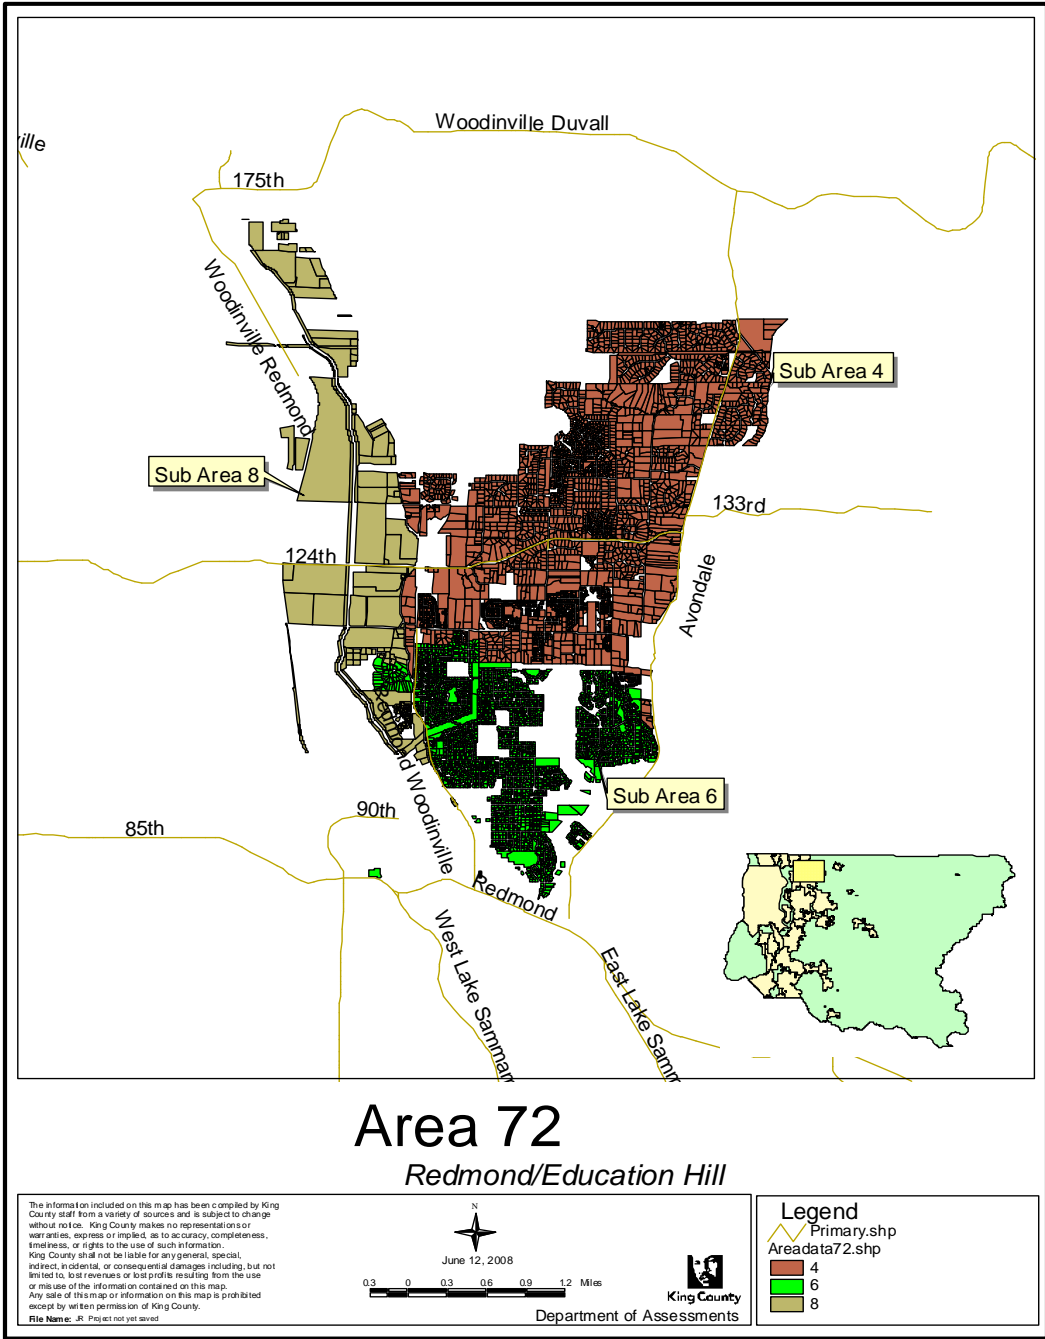 Woodinville Duvall
ille
175th
Woodinville Redmond
Sub Area 4
Sub Area 8
133rd
124th
Avondale
Redmond Woodinville
Sub Area 6
90th
85th
Redmond
West Lake Sammam
East Lake Samm
Area 72
Redmond/Education Hill
The information included on this map has been compiled by King
County staff from a variety of sources and is subject to change
without notice. King County makes no representations or
warranties, express or implied, as to accuracy, completeness,
timeliness, or rights to the use of such information.
King County shall not be liable for any general, special,
indirect, incidental, or consequential damages including, but not
limited to, lost revenues or lost profits resulting from the use
or misuse of the information contained on this map.
Any sale of this map or information on this map is prohibited
except by written permission of King County.
File Name: JR Project not yet saved
N
June 12, 2008
0.3 0 0.3 0.6 0.9 1.2 Miles
King County
Department of Assessments
Legend
Primary.shp
Areadata72.shp
4
6
8